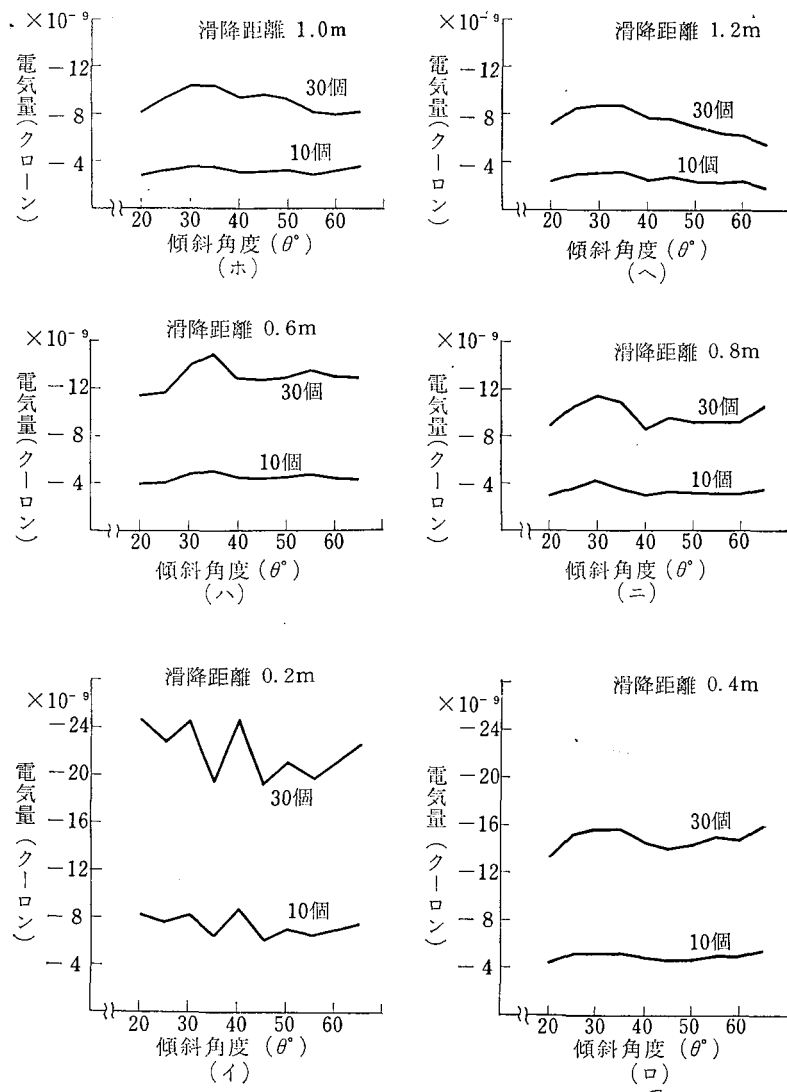 滑降距離 1.0m
×10⁻⁹
−12
−8
−4
電気量(クローン)
30個
10個
20 30 40 50 60
傾斜角度(θ°)
(ホ)
滑降距離 1.2m
×10⁻⁹
−12
−8
−4
電気量(クーロン)
30個
10個
20 30 40 50 60
傾斜角度(θ°)
(ヘ)
滑降距離 0.6m
×10⁻⁹
−12
−8
−4
電気量(クーロン)
30個
10個
20 30 40 50 60
傾斜角度(θ°)
(ハ)
滑降距離 0.8m
×10⁻⁹
−12
−8
−4
電気量(クーロン)
30個
10個
20 30 40 50 60
傾斜角度(θ°)
(ニ)
滑降距離 0.2m
×10⁻⁹
−24
−20
−16
−12
−8
−4
電気量(クーロン)
30個
10個
20 30 40 50 60
傾斜角度(θ°)
(イ)
滑降距離 0.4m
×10⁻⁹
−24
−20
−16
−12
−8
−4
電気量(クーロン)
30個
10個
20 30 40 50 60
傾斜角度(θ°)
(ロ)